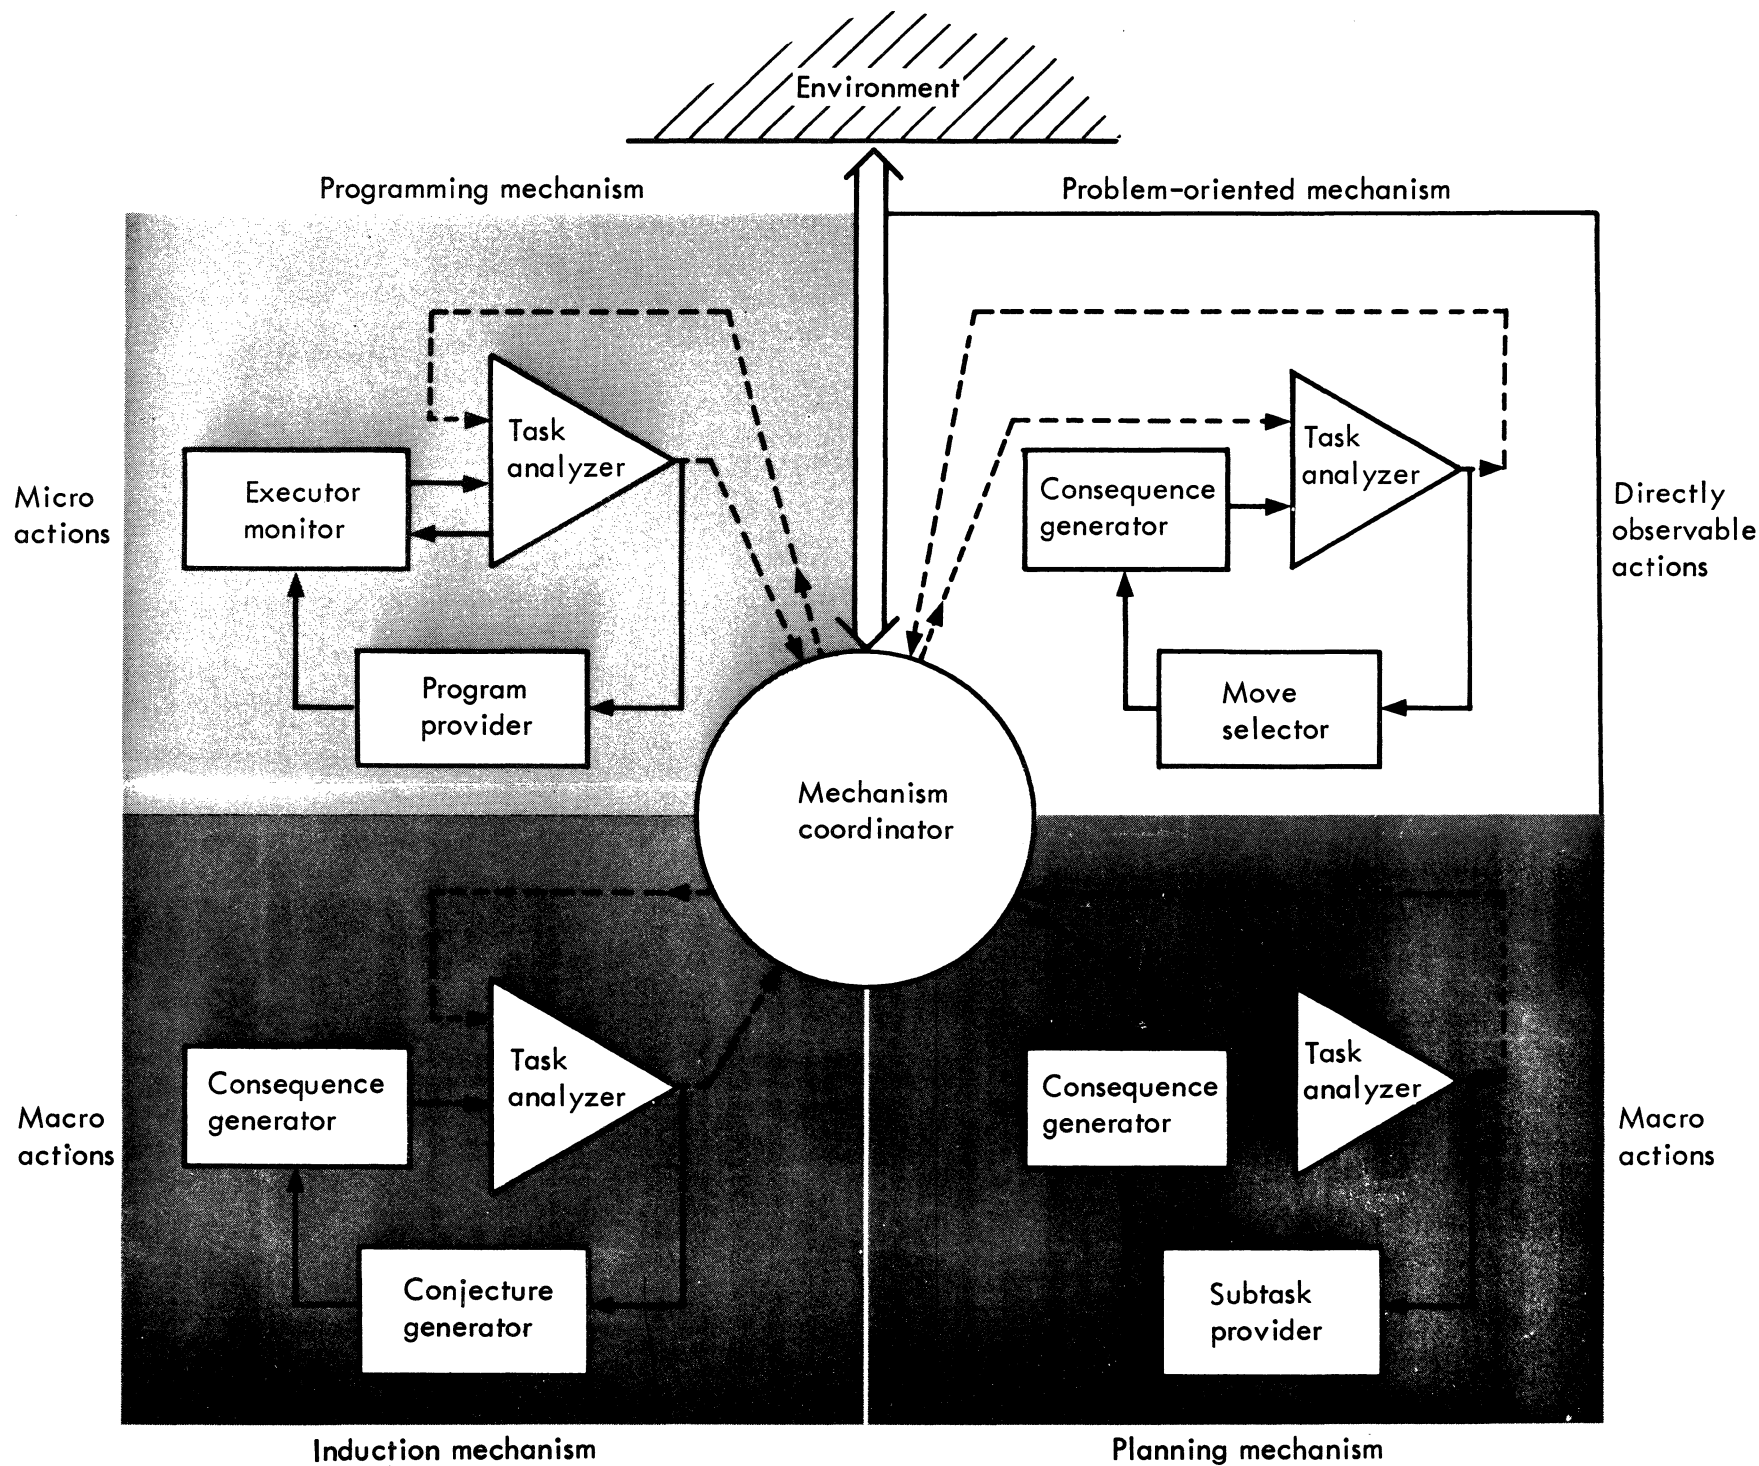 Environment
Programming mechanism
Problem-oriented mechanism
Task
analyzer
Executor
monitor
Micro
actions
Program
provider
Task
analyzer
Consequence
generator
Directly
observable
actions
Move
selector
Mechanism
coordinator
Task
analyzer
Consequence
generator
Macro
actions
Conjecture
generator
Task
analyzer
Consequence
generator
Macro
actions
Subtask
provider
Induction mechanism
Planning mechanism